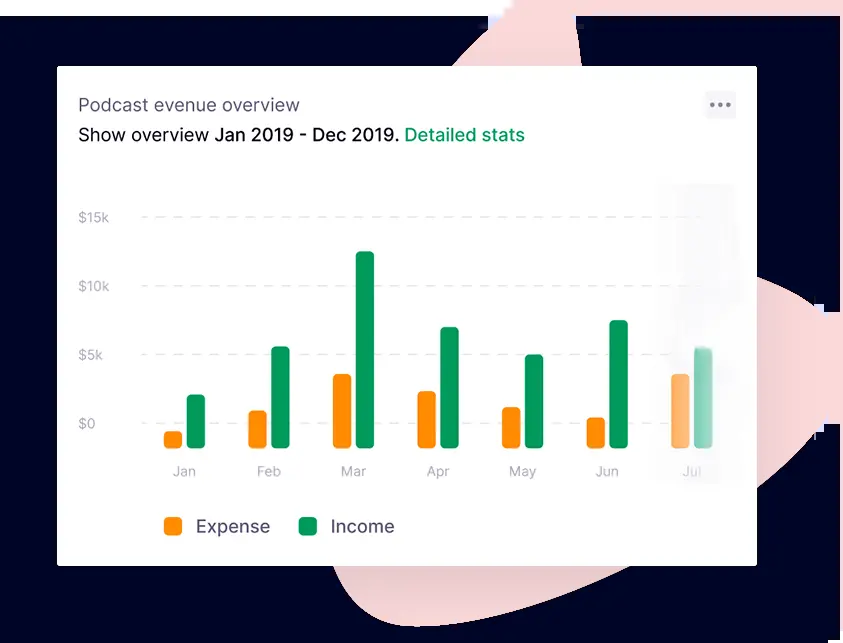 Podcast evenue overview
Show overview Jan 2019 - Dec 2019. Detailed stats
$15k
$10k
$5k
$0
Jan Feb Mar Apr May Jun Jul
Expense Income